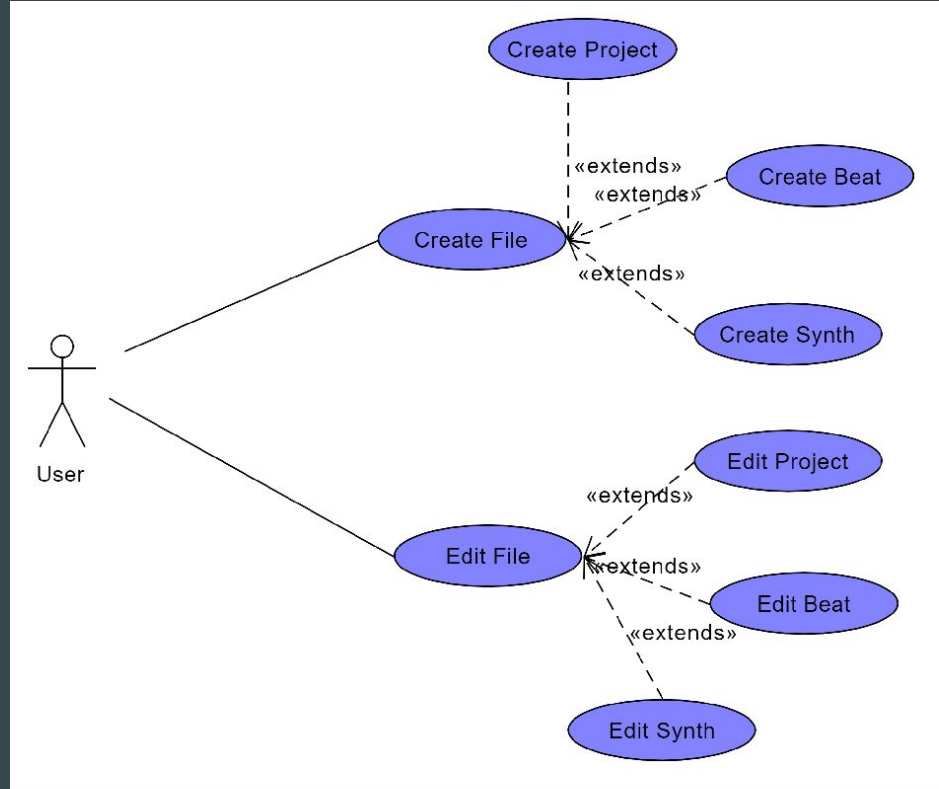 Create Project
«extends»
Create Beat
«extends»
Create File
«extends»
Create Synth
User
Edit Project
«extends»
Edit File
«extends»
Edit Beat
«extends»
Edit Synth